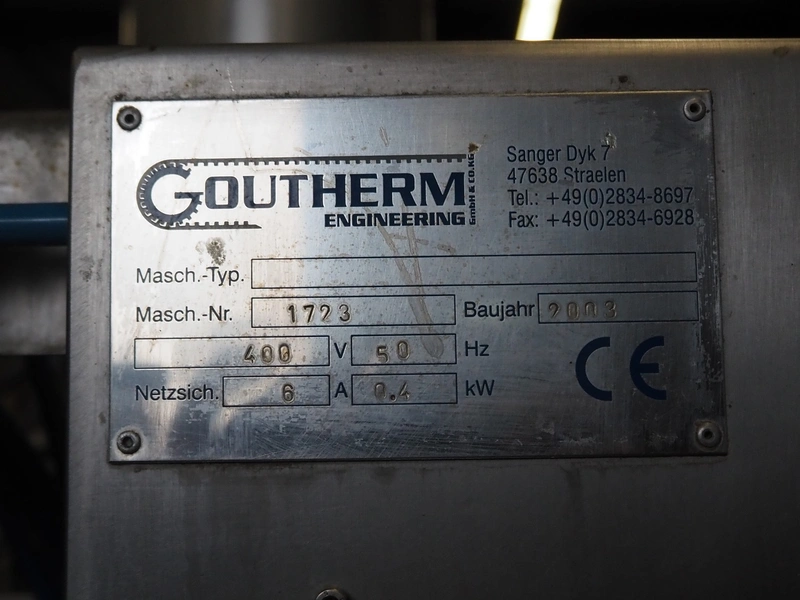 GOUTHERM
ENGINEERING
GmbH & CO.KG
Sanger Dyk 7
47638 Straelen
Tel.: +49(0)2834-8697
Fax: +49(0)2834-6928
Masch.-Typ.
Masch.-Nr. 1723 Baujahr 2003
400 V 50 Hz
Netzsich. 6 A 0.4 kW
CE